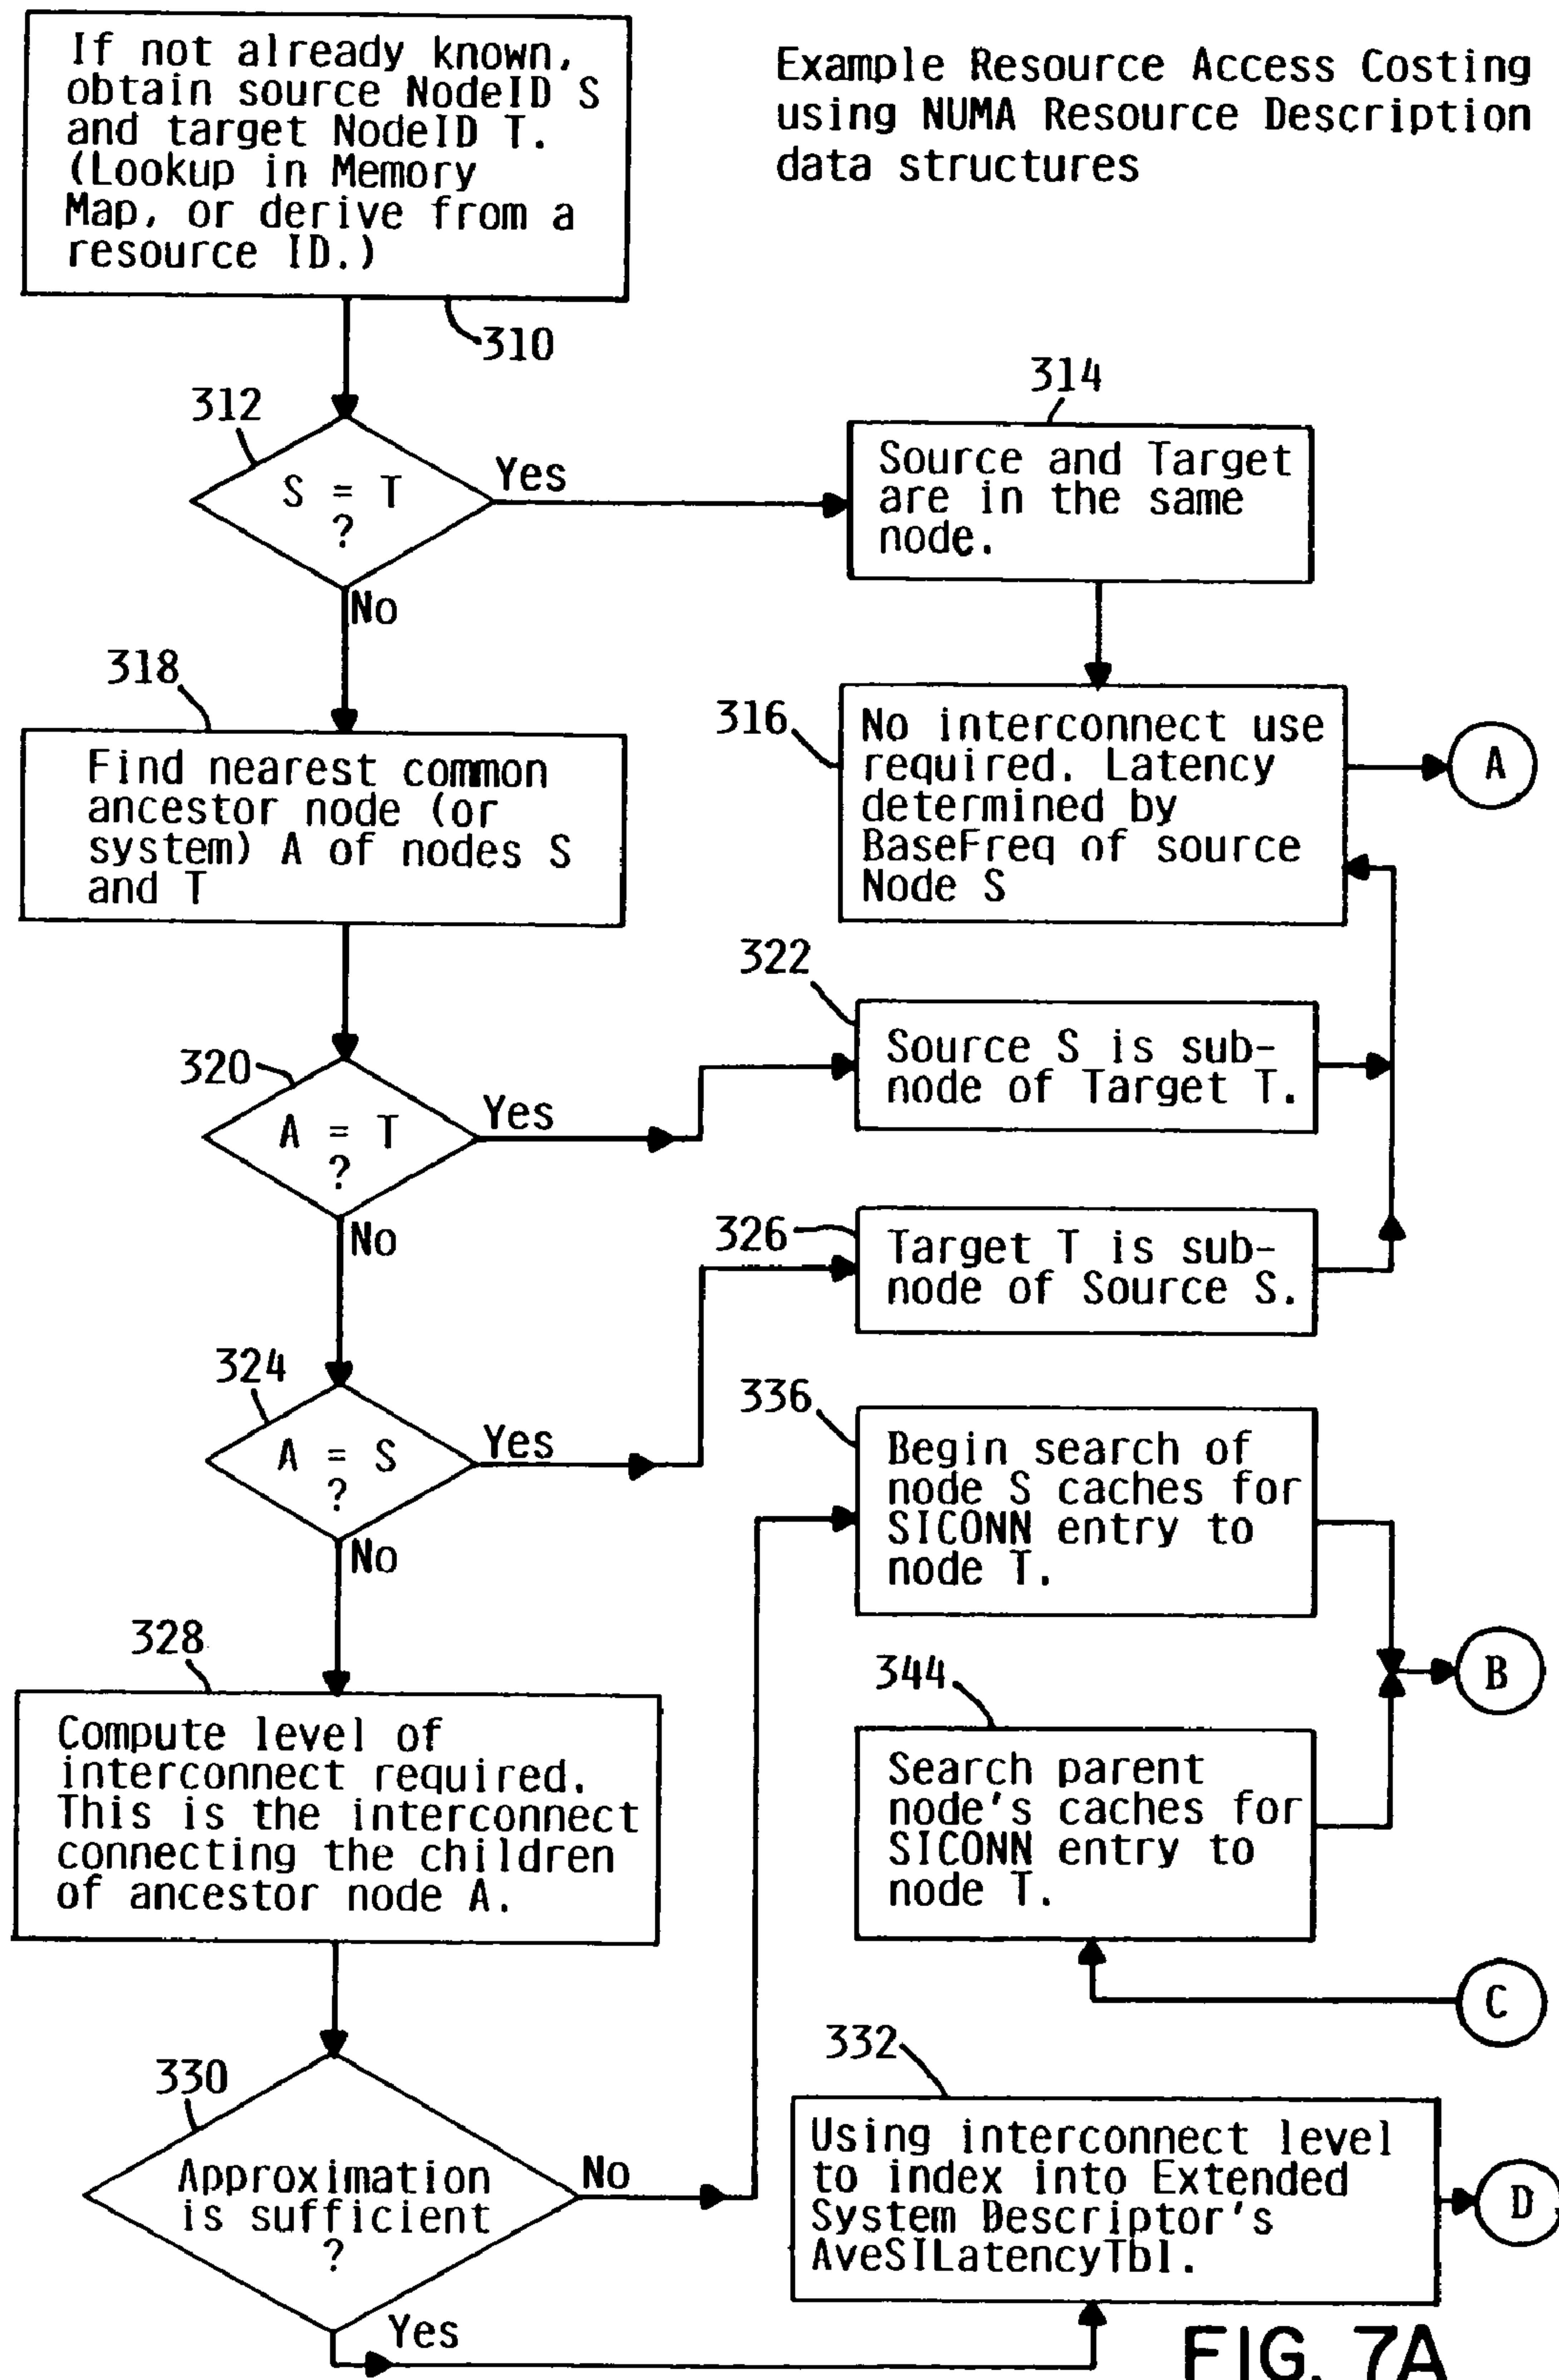 If not already known,
obtain source NodeID S
and target NodeID T.
(Lookup in Memory
Map, or derive from a
resource ID.)
310
Example Resource Access Costing
using NUMA Resource Description
data structures
312
S = T
?
Yes
No
314
Source and Target
are in the same
node.
316
No interconnect use
required. Latency
determined by
BaseFreq of source
Node S
A
318
Find nearest common
ancestor node (or
system) A of nodes S
and T
320
A = T
?
Yes
No
322
Source S is sub-
node of Target T.
324
A = S
?
Yes
No
326
Target T is sub-
node of Source S.
328
Compute level of
interconnect required.
This is the interconnect
connecting the children
of ancestor node A.
336
Begin search of
node S caches for
SICONN entry to
node T.
B
344
Search parent
node's caches for
SICONN entry to
node T.
C
330
Approximation
is sufficient
?
No
Yes
332
Using interconnect level
to index into Extended
System Descriptor's
AveSILatencyTbl.
D
FIG. 7A